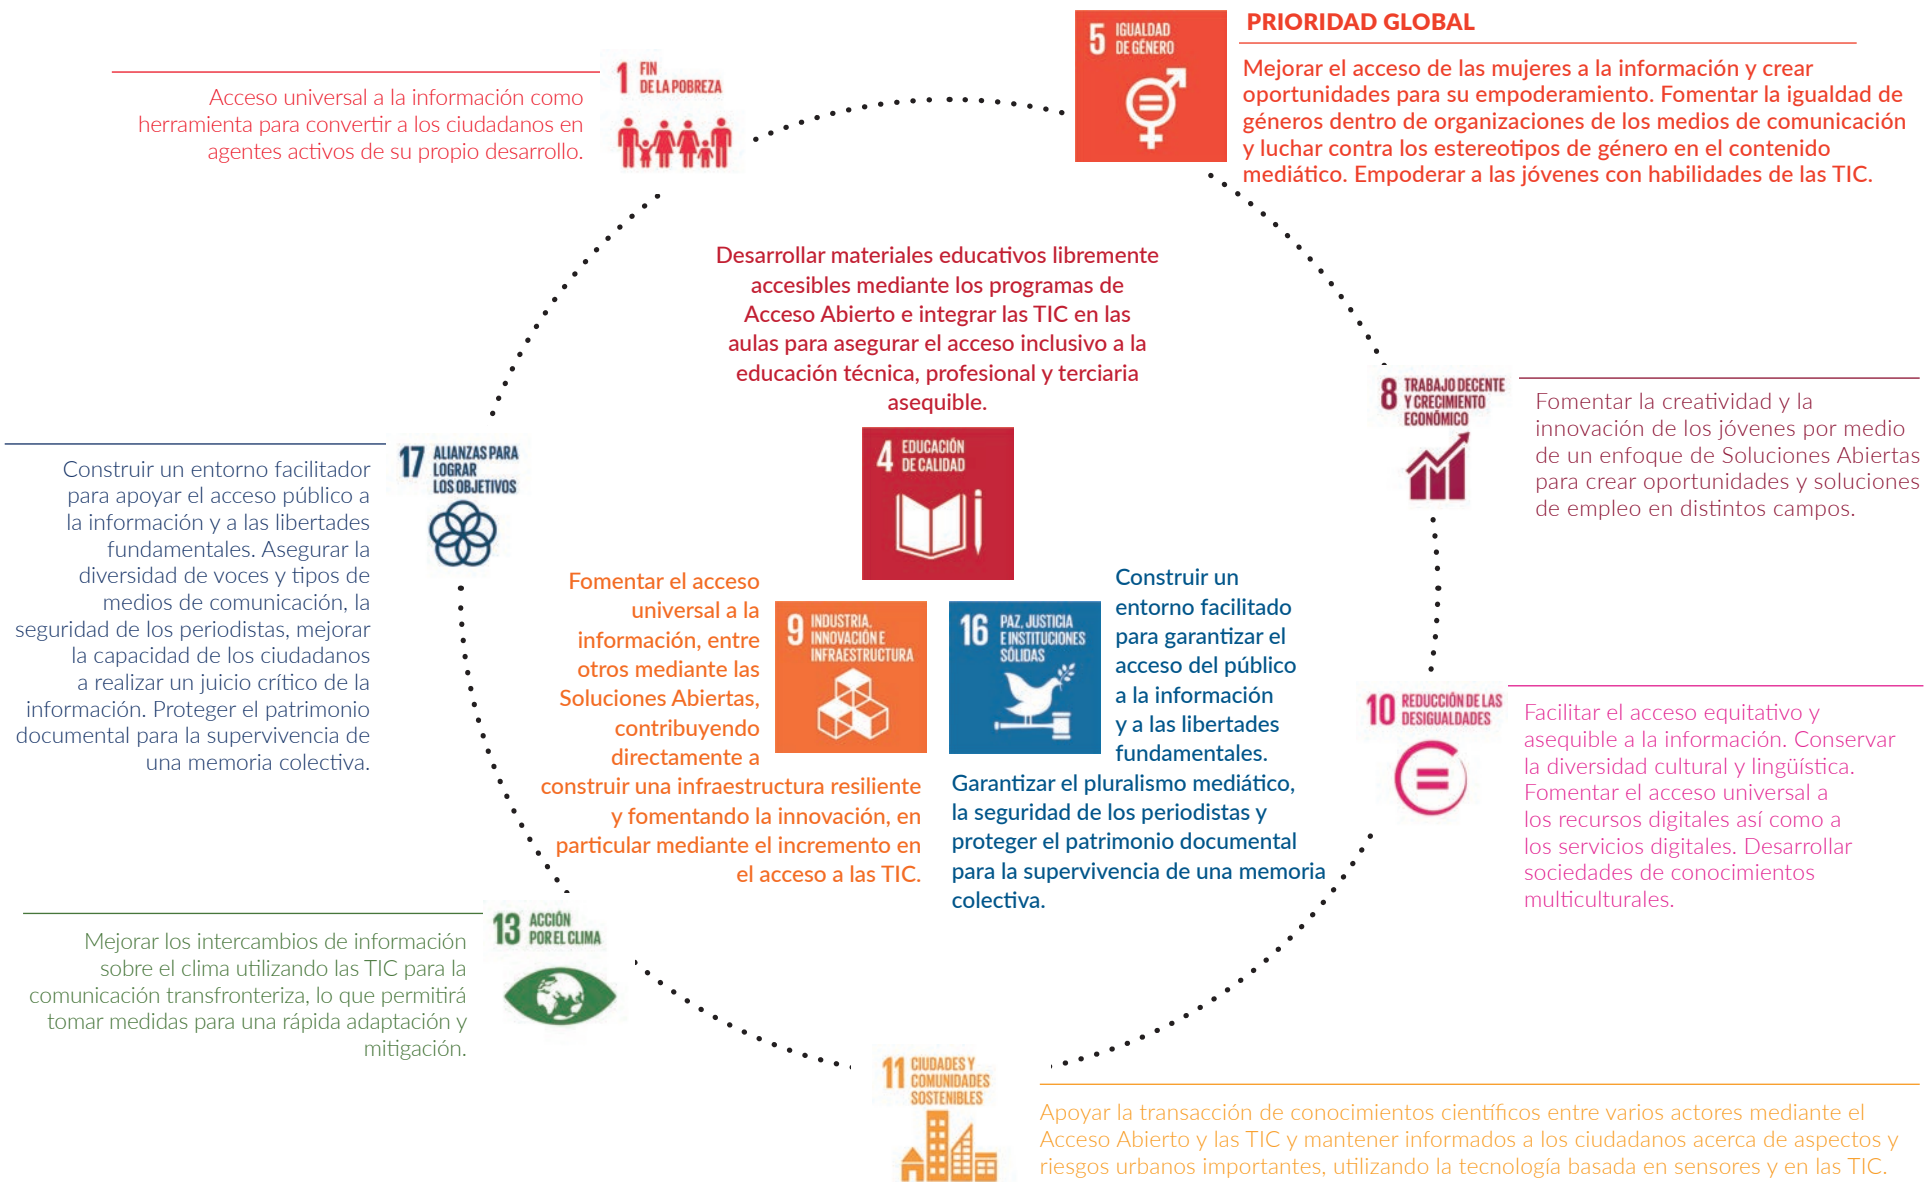 1 FIN
DE LA POBREZA
Acceso universal a la información como
herramienta para convertir a los ciudadanos en
agentes activos de su propio desarrollo.
5 IGUALDAD
DE GÉNERO
PRIORIDAD GLOBAL
Mejorar el acceso de las mujeres a la información y crear
oportunidades para su empoderamiento. Fomentar la igualdad de
géneros dentro de organizaciones de los medios de comunicación
y luchar contra los estereotipos de género en el contenido
mediático. Empoderar a las jóvenes con habilidades de las TIC.
Desarrollar materiales educativos libremente
accesibles mediante los programas de
Acceso Abierto e integrar las TIC en las
aulas para asegurar el acceso inclusivo a la
educación técnica, profesional y terciaria
asequible.
4 EDUCACIÓN
DE CALIDAD
8 TRABAJO DECENTE
Y CRECIMIENTO
ECONÓMICO
Fomentar la creatividad y la
innovación de los jóvenes por medio
de un enfoque de Soluciones Abiertas
para crear oportunidades y soluciones
de empleo en distintos campos.
17 ALIANZAS PARA
LOGRAR
LOS OBJETIVOS
Construir un entorno facilitador
para apoyar el acceso público a
la información y a las libertades
fundamentales. Asegurar la
diversidad de voces y tipos de
medios de comunicación, la
seguridad de los periodistas, mejorar
la capacidad de los ciudadanos
a realizar un juicio crítico de la
información. Proteger el patrimonio
documental para la supervivencia de
una memoria colectiva.
Fomentar el acceso
universal a la
información, entre
otros mediante las
Soluciones Abiertas,
contribuyendo
directamente a
construir una infraestructura resiliente
y fomentando la innovación, en
particular mediante el incremento en
el acceso a las TIC.
9 INDUSTRIA,
INNOVACIÓN E
INFRAESTRUCTURA
16 PAZ, JUSTICIA
E INSTITUCIONES
SÓLIDAS
Construir un
entorno facilitado
para garantizar el
acceso del público
a la información
y a las libertades
fundamentales.
Garantizar el pluralismo mediático,
la seguridad de los periodistas y
proteger el patrimonio documental
para la supervivencia de una memoria
colectiva.
10 REDUCCIÓN DE LAS
DESIGUALDADES
Facilitar el acceso equitativo y
asequible a la información. Conservar
la diversidad cultural y lingüística.
Fomentar el acceso universal a
los recursos digitales así como a
los servicios digitales. Desarrollar
sociedades de conocimientos
multiculturales.
13 ACCIÓN
POR EL CLIMA
Mejorar los intercambios de información
sobre el clima utilizando las TIC para la
comunicación transfronteriza, lo que permitirá
tomar medidas para una rápida adaptación y
mitigación.
11 CIUDADES Y
COMUNIDADES
SOSTENIBLES
Apoyar la transacción de conocimientos científicos entre varios actores mediante el
Acceso Abierto y las TIC y mantener informados a los ciudadanos acerca de aspectos y
riesgos urbanos importantes, utilizando la tecnología basada en sensores y en las TIC.